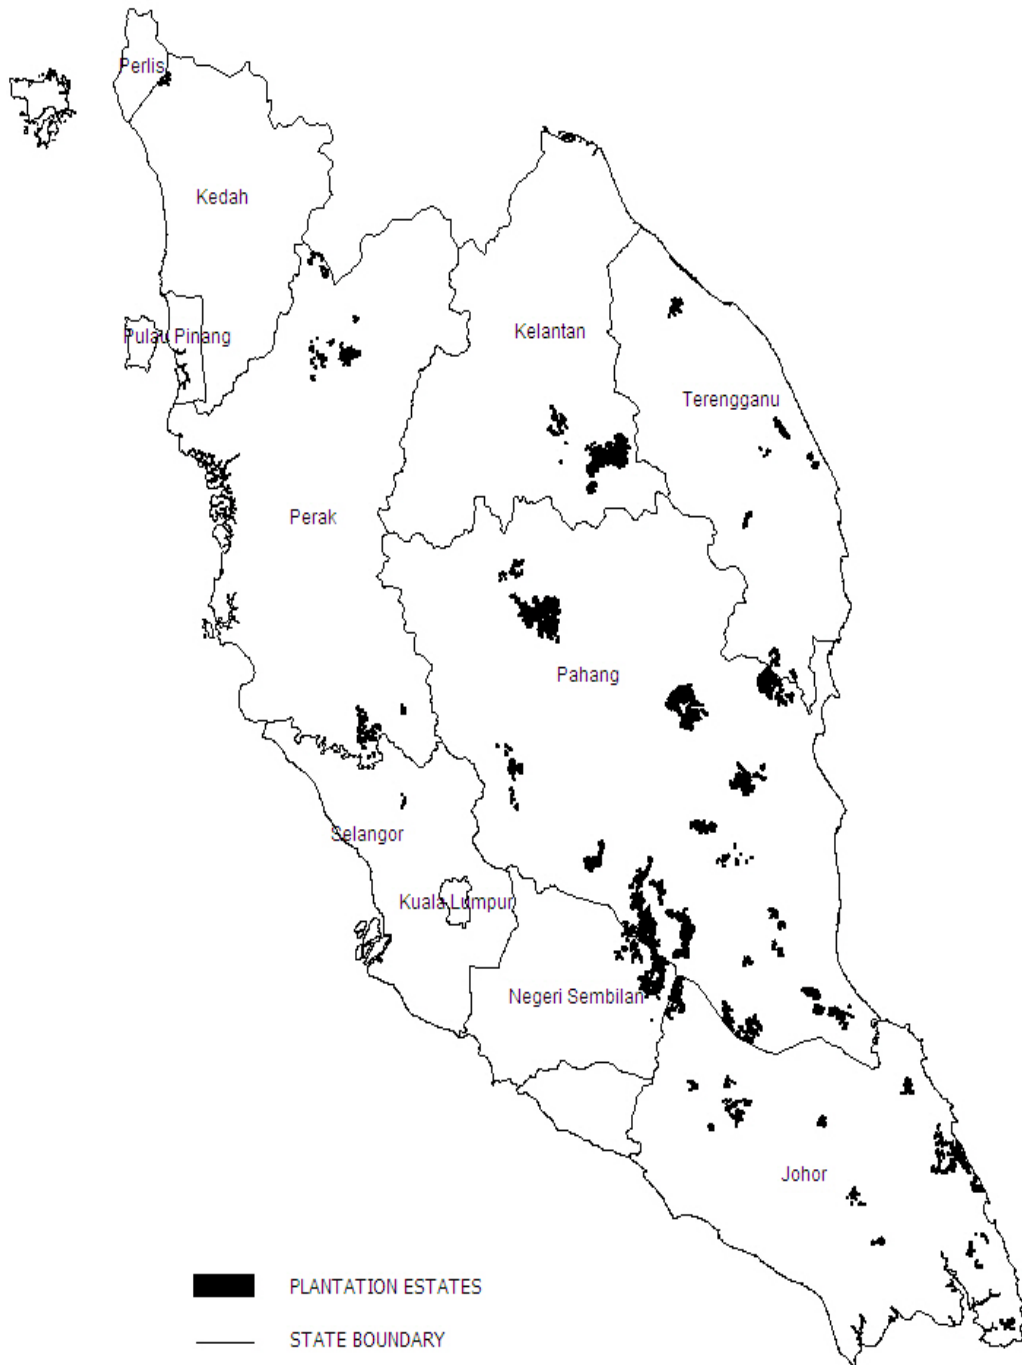 Perlis
Kedah
Pulau Pinang
Kelantan
Terengganu
Perak
Pahang
Selangor
Kuala Lumpur
Negeri Sembilan
Johor
PLANTATION ESTATES
STATE BOUNDARY